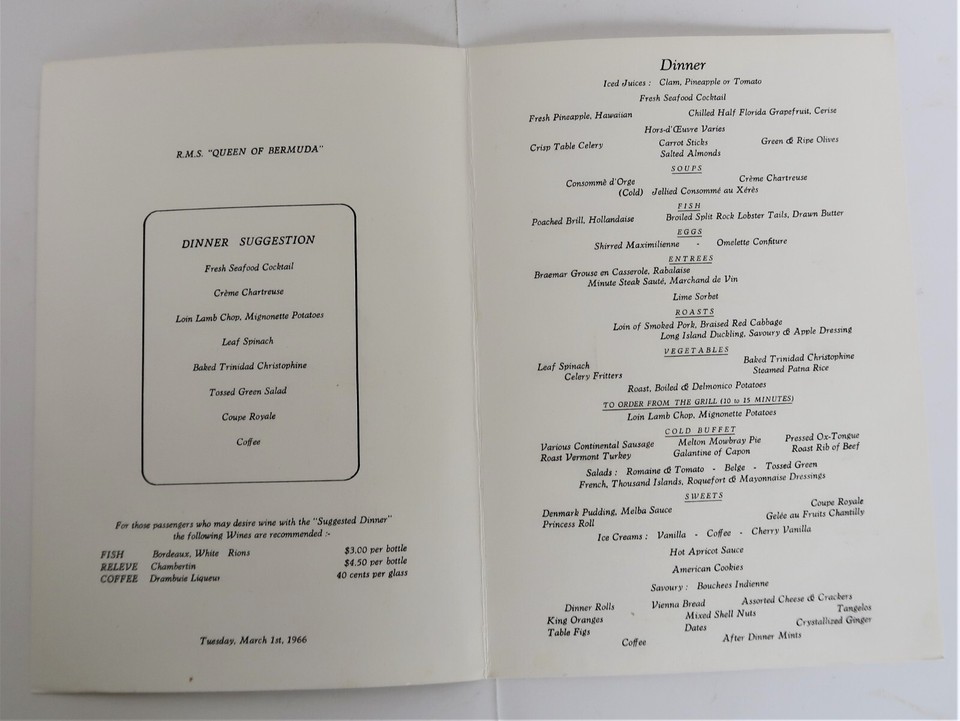 R.M.S. "QUEEN OF BERMUDA"
DINNER SUGGESTION
Fresh Seafood Cocktail
Crème Chartreuse
Loin Lamb Chop, Mignonette Potatoes
Leaf Spinach
Baked Trinidad Christophine
Tossed Green Salad
Coupe Royale
Coffee
For those passengers who may desire wine with the "Suggested Dinner"
the following Wines are recommended :-
FISH Bordeaux, White Rions $3.00 per bottle
RELEVE Chambertin $4.50 per bottle
COFFEE Drambuie Liqueur 40 cents per glass
Tuesday, March 1st, 1966
Dinner
Iced Juices : Clam, Pineapple or Tomato
Fresh Seafood Cocktail
Fresh Pineapple, Hawaiian Chilled Half Florida Grapefruit, Cerise
Hors-d'Œuvre Varies
Crisp Table Celery Carrot Sticks Green & Ripe Olives
Salted Almonds
SOUPS
Consommè d'Orge Crème Chartreuse
(Cold) Jellied Consommé au Xérès
FISH
Poached Brill, Hollandaise Broiled Split Rock Lobster Tails, Drawn Butter
EGGS
Shirred Maximilienne - Omelette Confiture
ENTREES
Braemar Grouse en Casserole, Rabalaise
Minute Steak Sauté, Marchand de Vin
Lime Sorbet
ROASTS
Loin of Smoked Pork, Braised Red Cabbage
Long Island Duckling, Savoury & Apple Dressing
VEGETABLES
Leaf Spinach Baked Trinidad Christophine
Celery Fritters Steamed Patna Rice
Roast, Boiled & Delmonico Potatoes
TO ORDER FROM THE GRILL (10 to 15 MINUTES)
Loin Lamb Chop, Mignonette Potatoes
COLD BUFFET
Various Continental Sausage Melton Mowbray Pie Pressed Ox-Tongue
Roast Vermont Turkey Galantine of Capon Roast Rib of Beef
Salads : Romaine & Tomato - Belge - Tossed Green
French, Thousand Islands, Roquefort & Mayonnaise Dressings
SWEETS
Denmark Pudding, Melba Sauce Coupe Royale
Princess Roll Gelée au Fruits Chantilly
Ice Creams : Vanilla - Coffee - Cherry Vanilla
Hot Apricot Sauce
American Cookies
Savoury : Bouchees Indienne
Dinner Rolls Vienna Bread Assorted Cheese & Crackers
King Oranges Mixed Shell Nuts Tangelos
Table Figs Dates Crystallized Ginger
Coffee After Dinner Mints